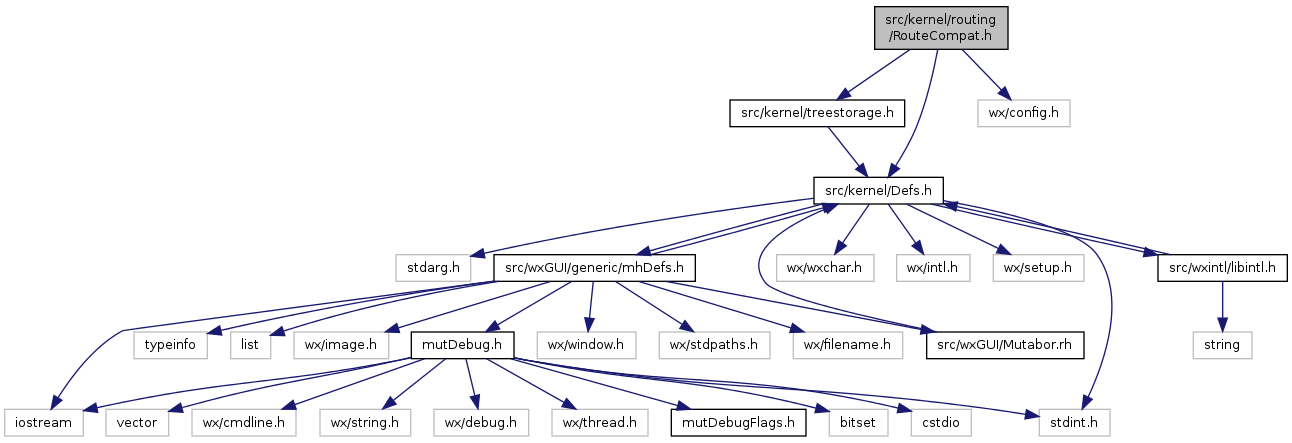 src/kernel/routing
/RouteCompat.h
src/kernel/treestorage.h
wx/config.h
src/kernel/Defs.h
stdarg.h
src/wxGUI/generic/mhDefs.h
wx/wxchar.h
wx/intl.h
wx/setup.h
src/wxintl/libintl.h
typeinfo
list
wx/image.h
mutDebug.h
wx/window.h
wx/stdpaths.h
wx/filename.h
src/wxGUI/Mutabor.rh
string
iostream
vector
wx/cmdline.h
wx/string.h
wx/debug.h
wx/thread.h
mutDebugFlags.h
bitset
cstdio
stdint.h